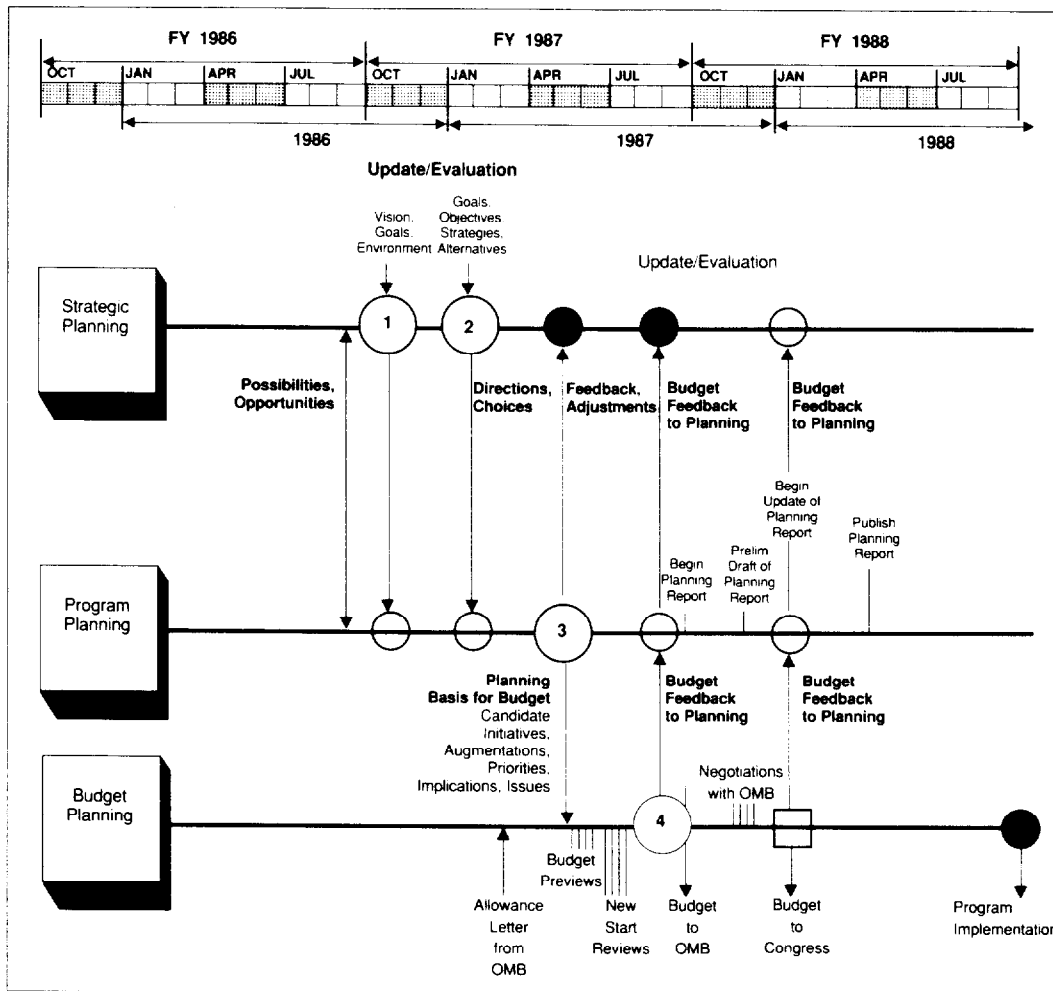 FY 1986
FY 1987
FY 1988
OCT JAN APR JUL OCT JAN APR JUL OCT JAN APR JUL
1986
1987
1988
Update/Evaluation
Vision,
Goals,
Environment
Goals,
Objectives
Strategies,
Alternatives
Update/Evaluation
Strategic
Planning
1
2
Possibilities,
Opportunities
Directions,
Choices
Feedback,
Adjustments
Budget
Feedback
to Planning
Budget
Feedback
to Planning
Begin
Planning
Report
Prelim
Draft of
Planning
Report
Begin
Update of
Planning
Report
Publish
Planning
Report
Program
Planning
3
Planning
Basis for Budget
Candidate
Initiatives,
Augmentations,
Priorities,
Implications, Issues
Budget
Feedback
to Planning
Budget
Feedback
to Planning
Budget
Planning
4
Negotiations
with OMB
Budget
Previews
Allowance
Letter
from
OMB
New
Start
Reviews
Budget
to
OMB
Budget
to
Congress
Program
Implementation